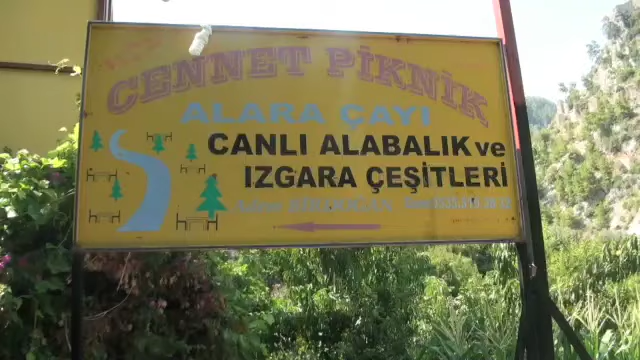 CENNET PİKNİK
ALARA ÇAYI
CANLI ALABALIK ve
IZGARA ÇEŞİTLERİ